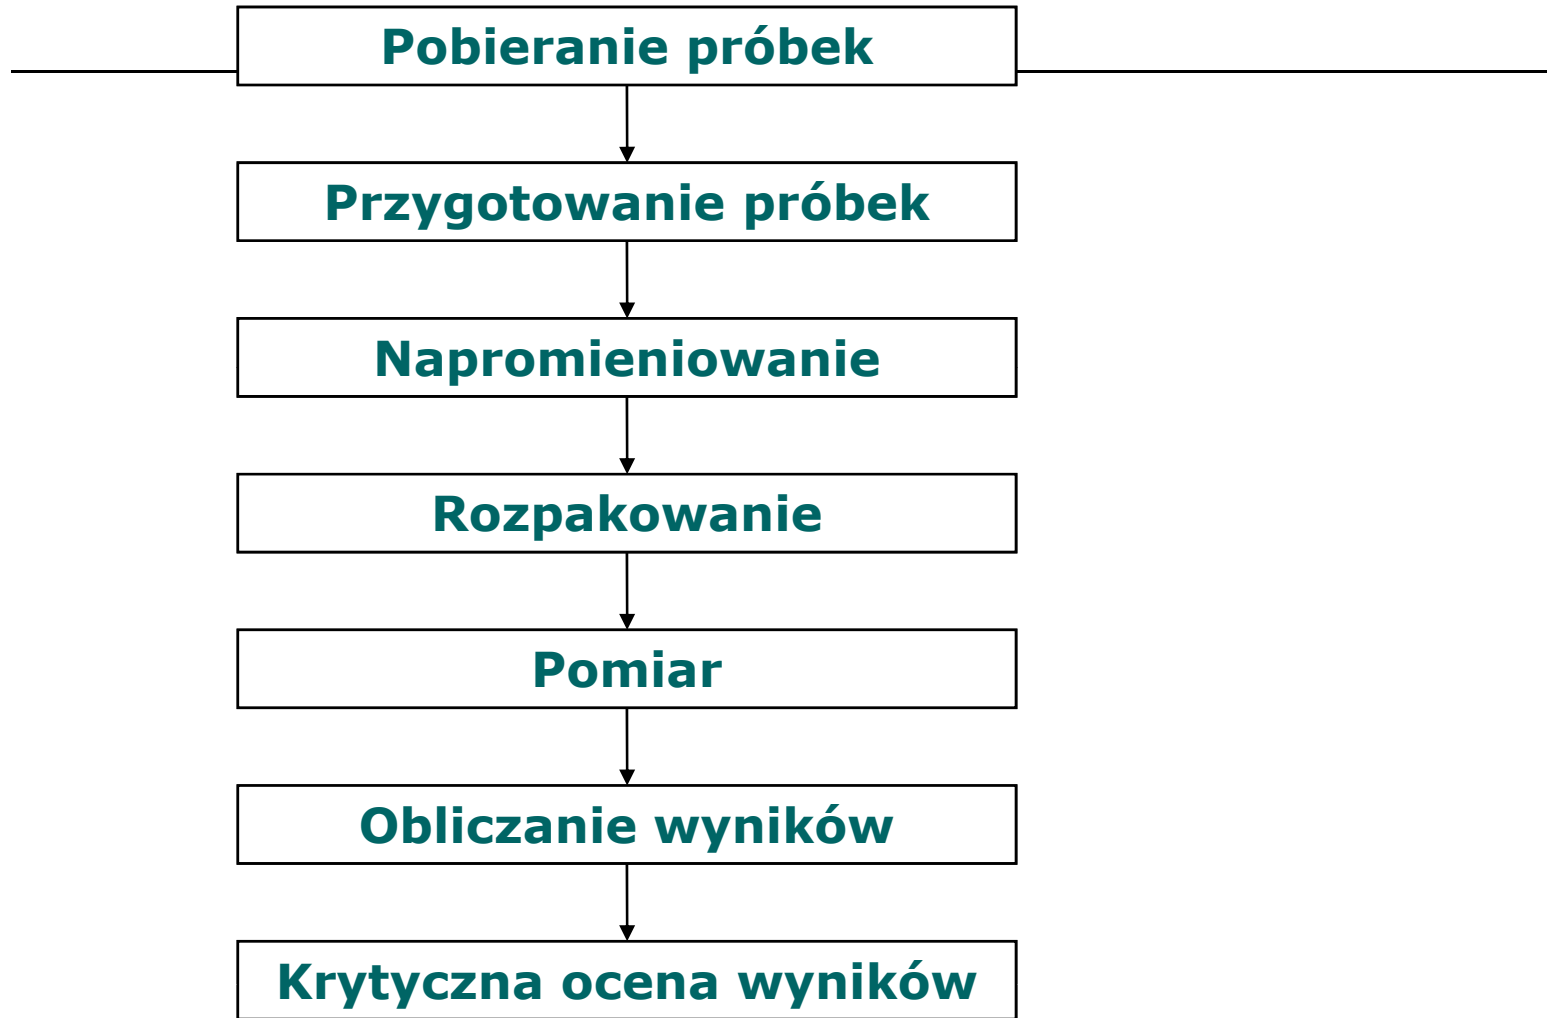 Pobieranie próbek
Przygotowanie próbek
Napromieniowanie
Rozpakowanie
Pomiar
Obliczanie wyników
Krytyczna ocena wyników